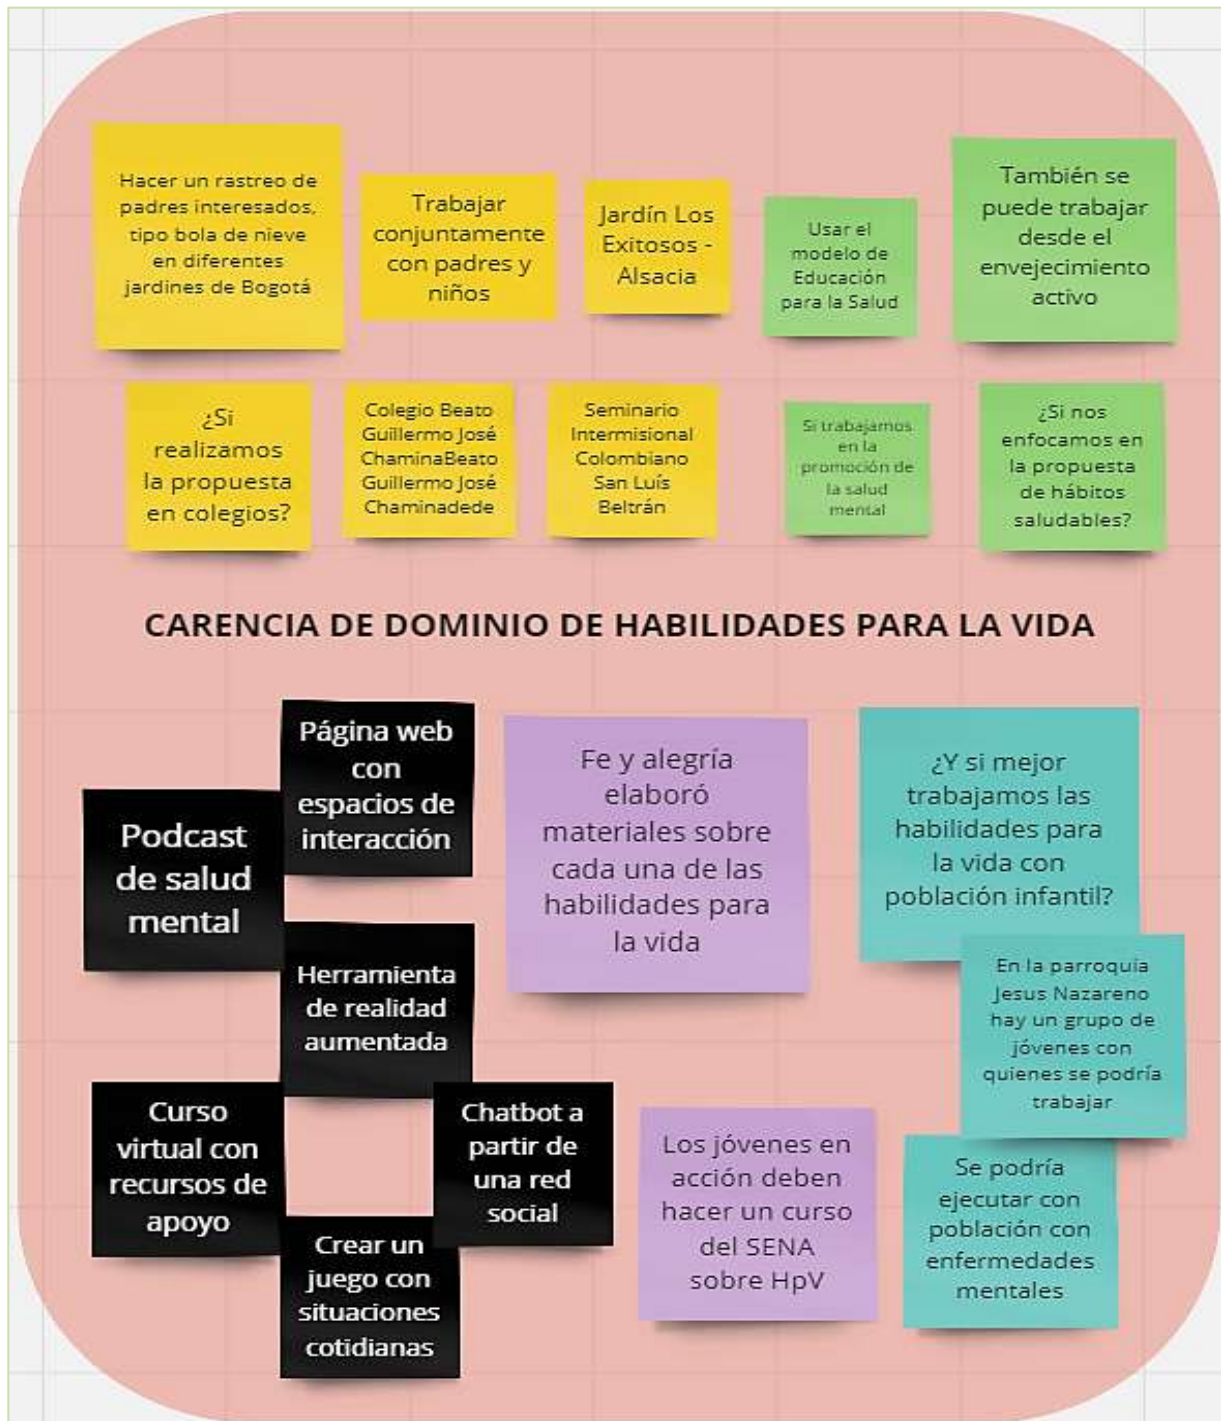 Hacer un rastreo de
padres interesados,
tipo bola de nieve
en diferentes
jardines de Bogotá
Trabajar
conjuntamente
con padres y
niños
Jardín Los
Exitosos -
Alsacia
Usar el
modelo de
Educación
para la Salud
También se
puede trabajar
desde el
envejecimiento
activo
¿Si
realizamos
la propuesta
en colegios?
Colegio Beato
Guillermo José
ChaminaBeato
Guillermo José
Chaminadede
Seminario
Intermisional
Colombiano
San Luís
Beltrán
Si trabajamos
en la
promoción de
la salud
mental
¿Si nos
enfocamos en
la propuesta
de hábitos
saludables?
CARENCIA DE DOMINIO DE HABILIDADES PARA LA VIDA
Podcast
de salud
mental
Página web
con
espacios de
interacción
Herramienta
de realidad
aumentada
Curso
virtual con
recursos de
apoyo
Chatbot a
partir de
una red
social
Crear un
juego con
situaciones
cotidianas
Fe y alegría
elaboró
materiales sobre
cada una de las
habilidades para
la vida
Los jóvenes en
acción deben
hacer un curso
del SENA
sobre HpV
¿Y si mejor
trabajamos las
habilidades para
la vida con
población infantil?
En la parroquia
Jesus Nazareno
hay un grupo de
jóvenes con
quienes se podría
trabajar
Se podría
ejecutar con
población con
enfermedades
mentales